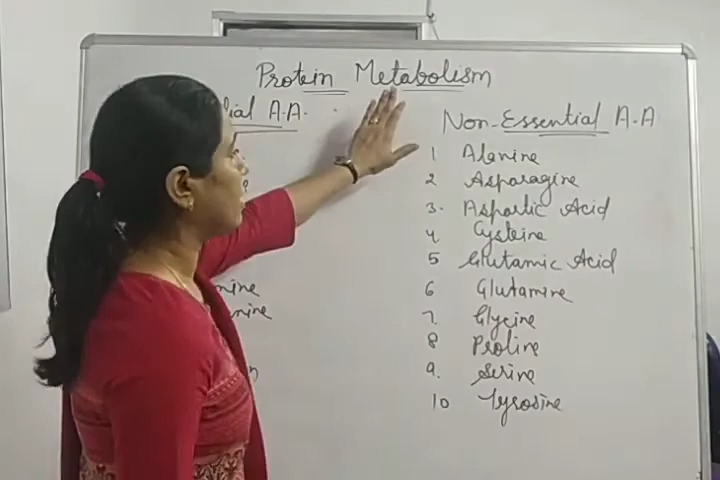 Protein Metabolism
A.A.
Non-Essential A.A
1 Alanine
2 Asparagine
3. Aspartic Acid
4. Cysteine
5 Glutamic Acid
6 Glutamine
7. Glycine
8 Proline
9. Serine
10 Tyrosine